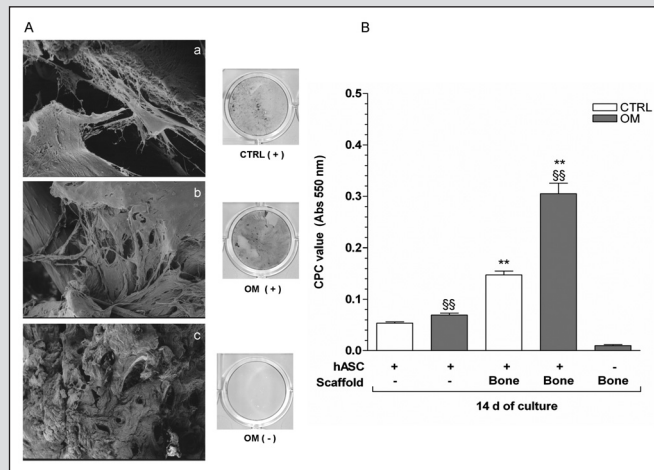 A
B
a
CTRL (+)
b
OM (+)
c
OM (-)
CTRL
OM
CPC value (Abs 550 nm)
0.5
0.4
0.3
0.2
0.1
0.0
§§
**
**
§§
hASC + + + + -
Scaffold - - Bone Bone Bone
14 d of culture